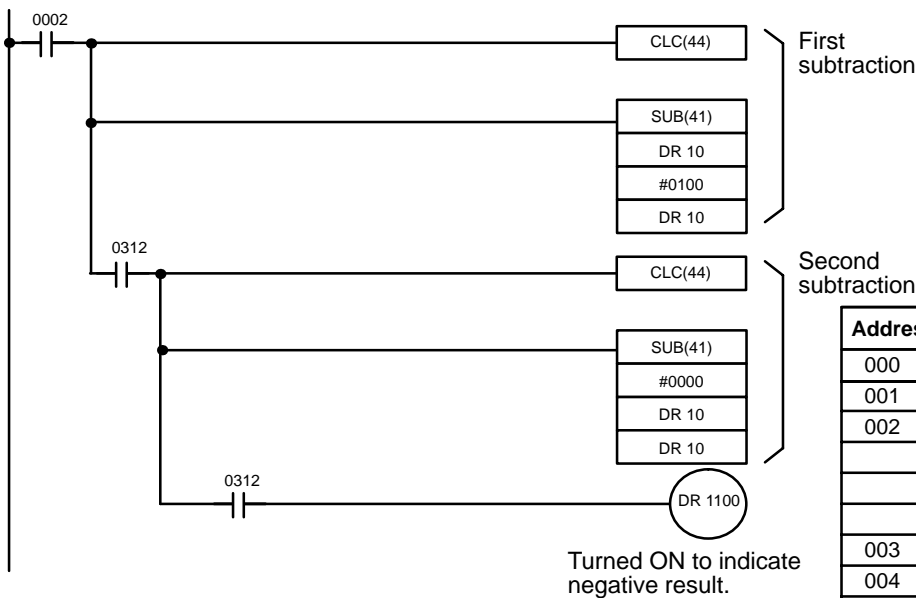 0002
CLC(44)
First
subtraction
SUB(41)
DR 10
#0100
DR 10
0312
CLC(44)
Second
subtraction
SUB(41)
#0000
DR 10
DR 10
0312
DR 1100
Turned ON to indicate
negative result.
000
001
002
003
004